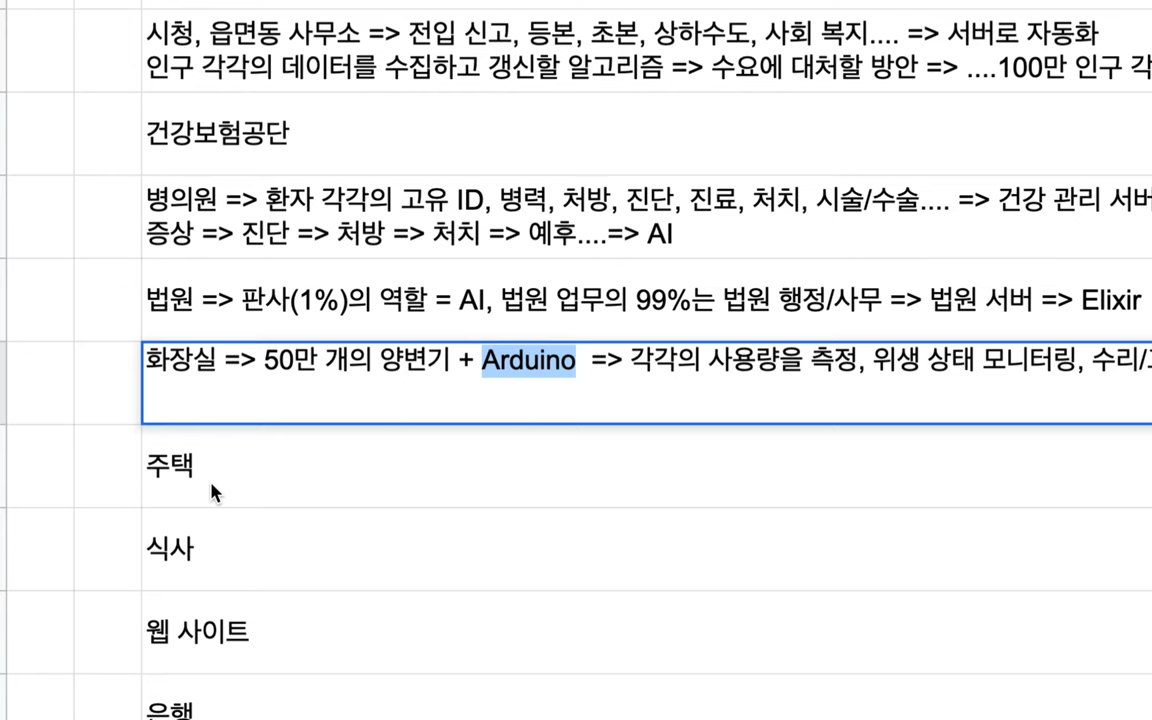 시청, 읍면동 사무소 => 전입 신고, 등본, 초본, 상하수도, 사회 복지.... => 서버로 자동화
인구 각각의 데이터를 수집하고 갱신할 알고리즘 => 수요에 대처할 방안 => ....100만 인구 각
건강보험공단
병의원 => 환자 각각의 고유 ID, 병력, 처방, 진단, 진료, 처치, 시술/수술.... => 건강 관리 서버
증상 => 진단 => 처방 => 처치 => 예후....=> AI
법원 => 판사(1%)의 역할 = AI, 법원 업무의 99%는 법원 행정/사무 => 법원 서버 => Elixir
화장실 => 50만 개의 양변기 + Arduino => 각각의 사용량을 측정, 위생 상태 모니터링, 수리/
주택
식사
웹 사이트
은행